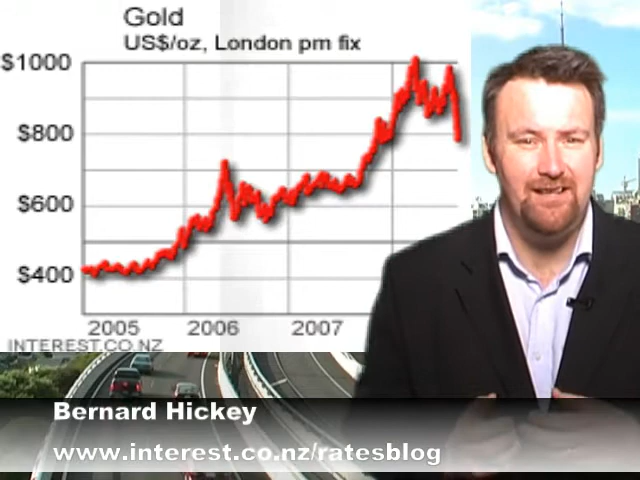 Gold
US$/oz, London pm fix
$1000
$800
$600
$400
2005 2006 2007
INTEREST.CO.NZ
Bernard Hickey
www.interest.co.nz/ratesblog